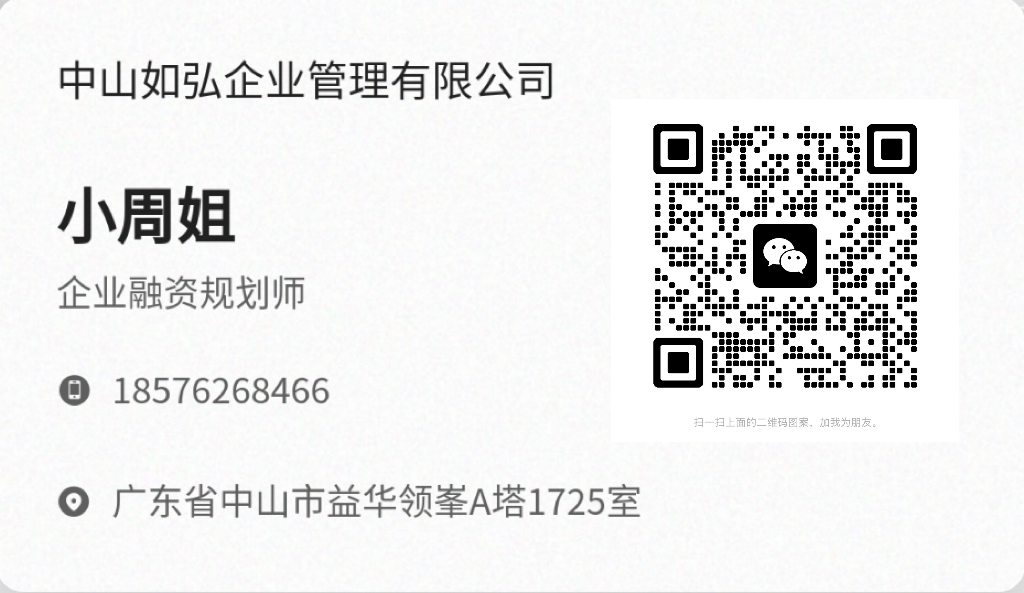 中山如弘企业管理有限公司
小周姐
企业融资规划师
18576268466
广东省中山市益华领峯A塔1725室
扫一扫上面的二维码图案，加我为朋友。